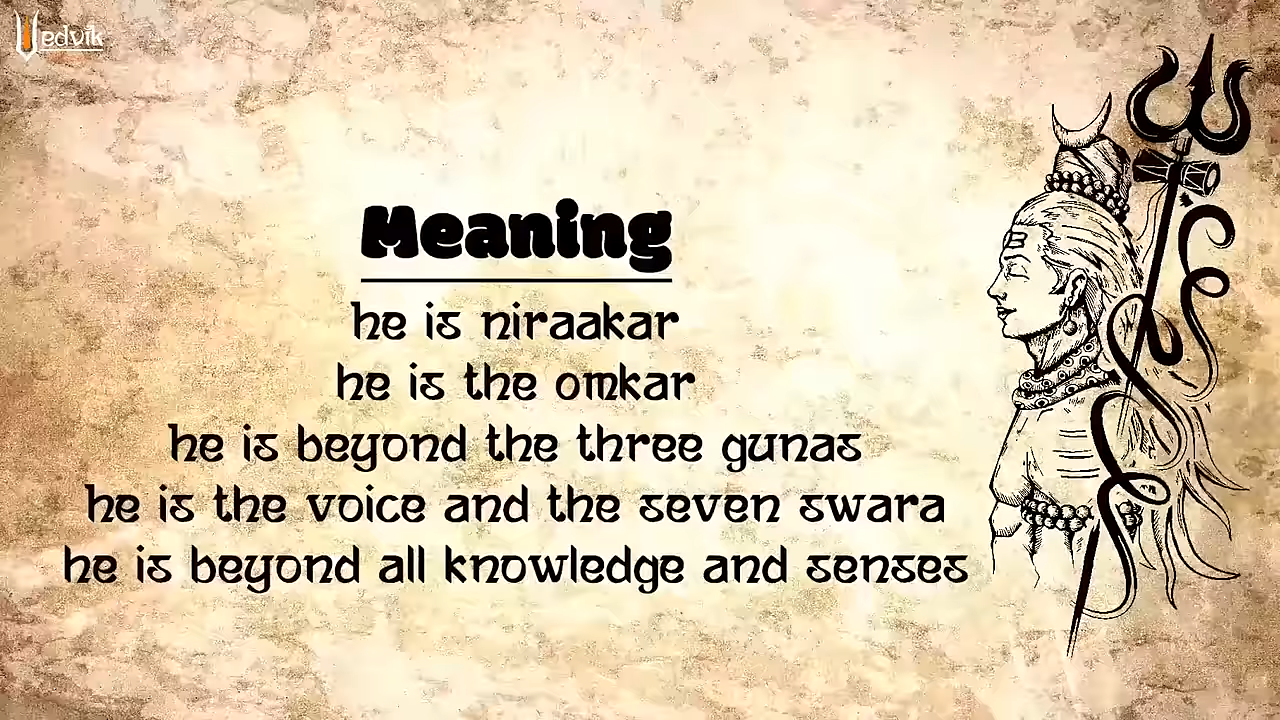 Vedvik
Meaning
he is niraakar
he is the omkar
he is beyond the three gunas
he is the voice and the seven swara
he is beyond all knowledge and senses